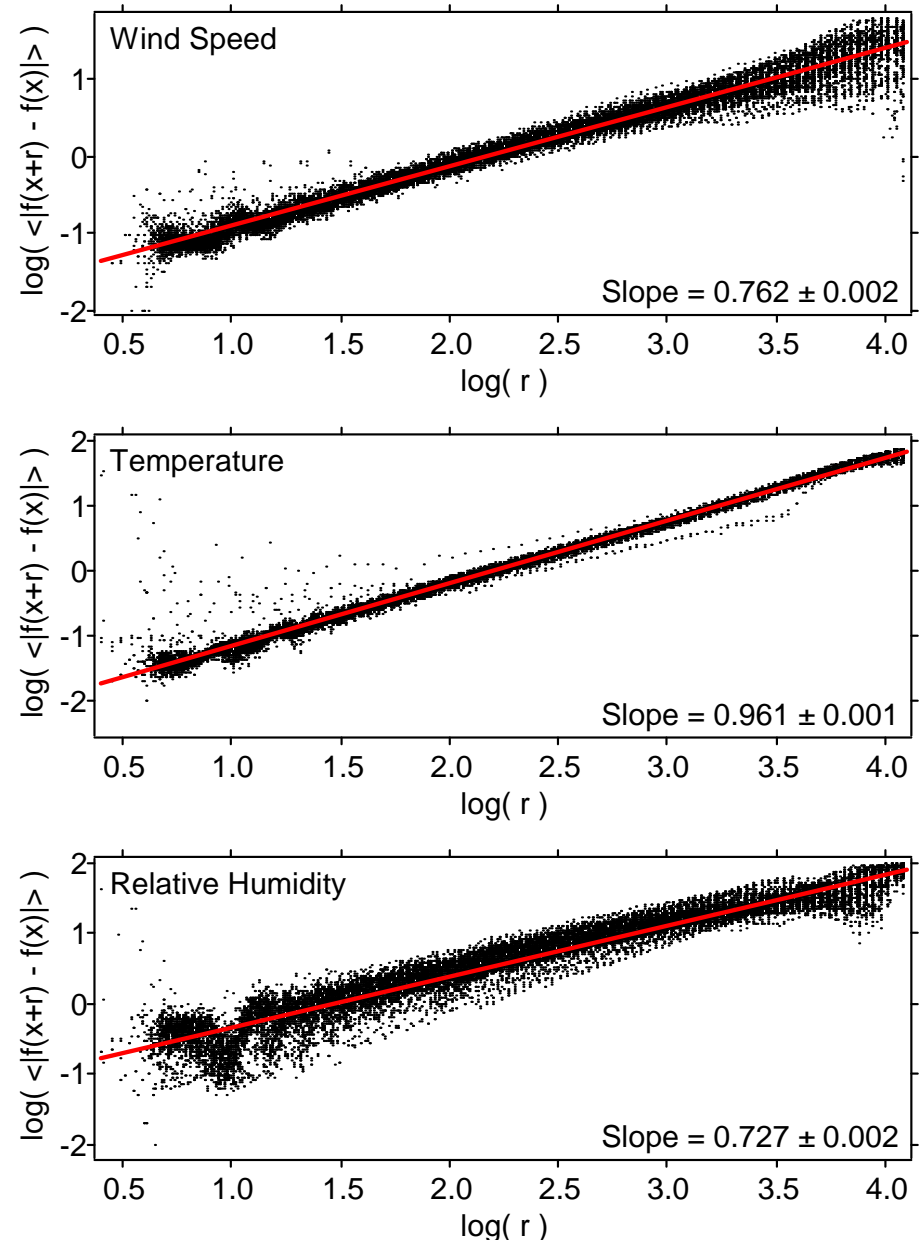 Wind Speed
log( <|f(x+r) - f(x)|> )
1
0
-1
-2
Slope = 0.762 ± 0.002
0.5 1.0 1.5 2.0 2.5 3.0 3.5 4.0
log( r )
Temperature
log( <|f(x+r) - f(x)|> )
2
1
0
-1
-2
Slope = 0.961 ± 0.001
0.5 1.0 1.5 2.0 2.5 3.0 3.5 4.0
log( r )
Relative Humidity
log( <|f(x+r) - f(x)|> )
2
1
0
-1
-2
Slope = 0.727 ± 0.002
0.5 1.0 1.5 2.0 2.5 3.0 3.5 4.0
log( r )